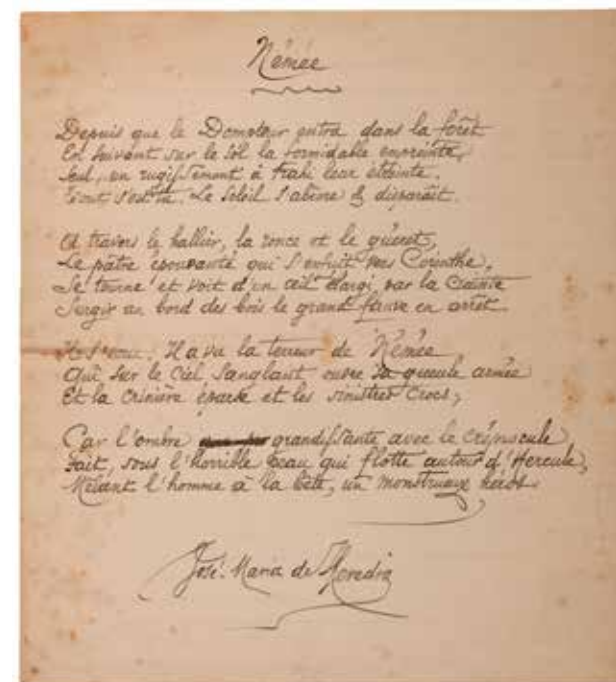 Némée
Depuis que le Dompteur entra dans la forêt
En suivant sur le sol la formidable empreinte,
Seul, un rugissement a trahi leur étreinte.
Tout s'est tu. Le Soleil s'abîme & disparaît.
A travers le hallier, la ronce et le guéret,
Le pâtre épouvanté qui s'enfuit vers Corinthe,
Se tourne et voit d'un œil élargi par la Crainte
Surgir au bord des bois le grand fauve en arrêt.
Il a vu la terreur de Némée
Qui sur le Ciel Sanglant ouvre sa gueule armée
Et la crinière éparse et les sinistres crocs;
Car l'ombre grandissante avec le crépuscule
Fait, sous l'horrible peau qui flotte autour d'Hercule,
Mêlant l'homme à la bête, un monstrueux héros.
José-Maria de Heredia